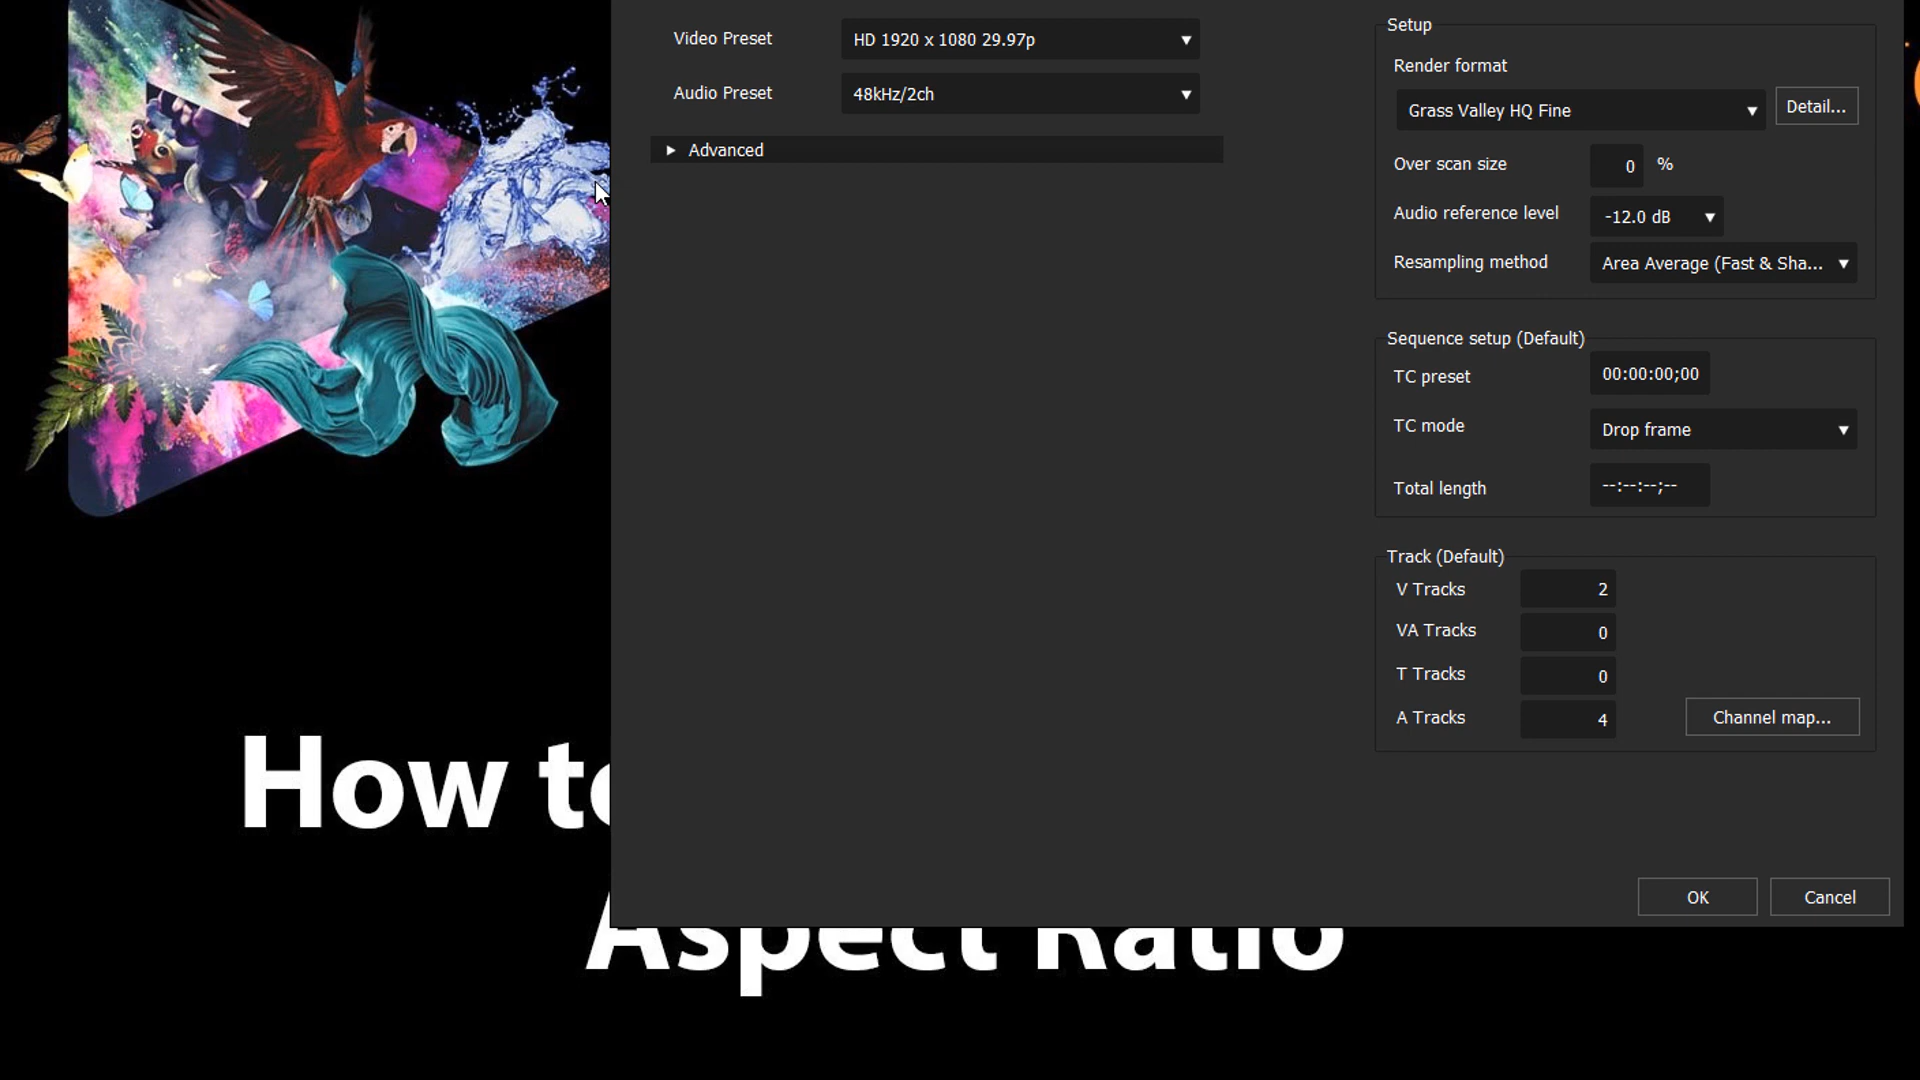 Video Preset
HD 1920 x 1080 29.97p
Audio Preset
48kHz/2ch
Advanced
Setup
Render format
Grass Valley HQ Fine
Detail...
Over scan size
0
%
Audio reference level
-12.0 dB
Resampling method
Area Average (Fast & Sha...
Sequence setup (Default)
TC preset
00:00:00;00
TC mode
Drop frame
Total length
--:--:--;--
Track (Default)
V Tracks
2
VA Tracks
0
T Tracks
0
A Tracks
4
Channel map...
OK
Cancel
How to
Aspect Ratio